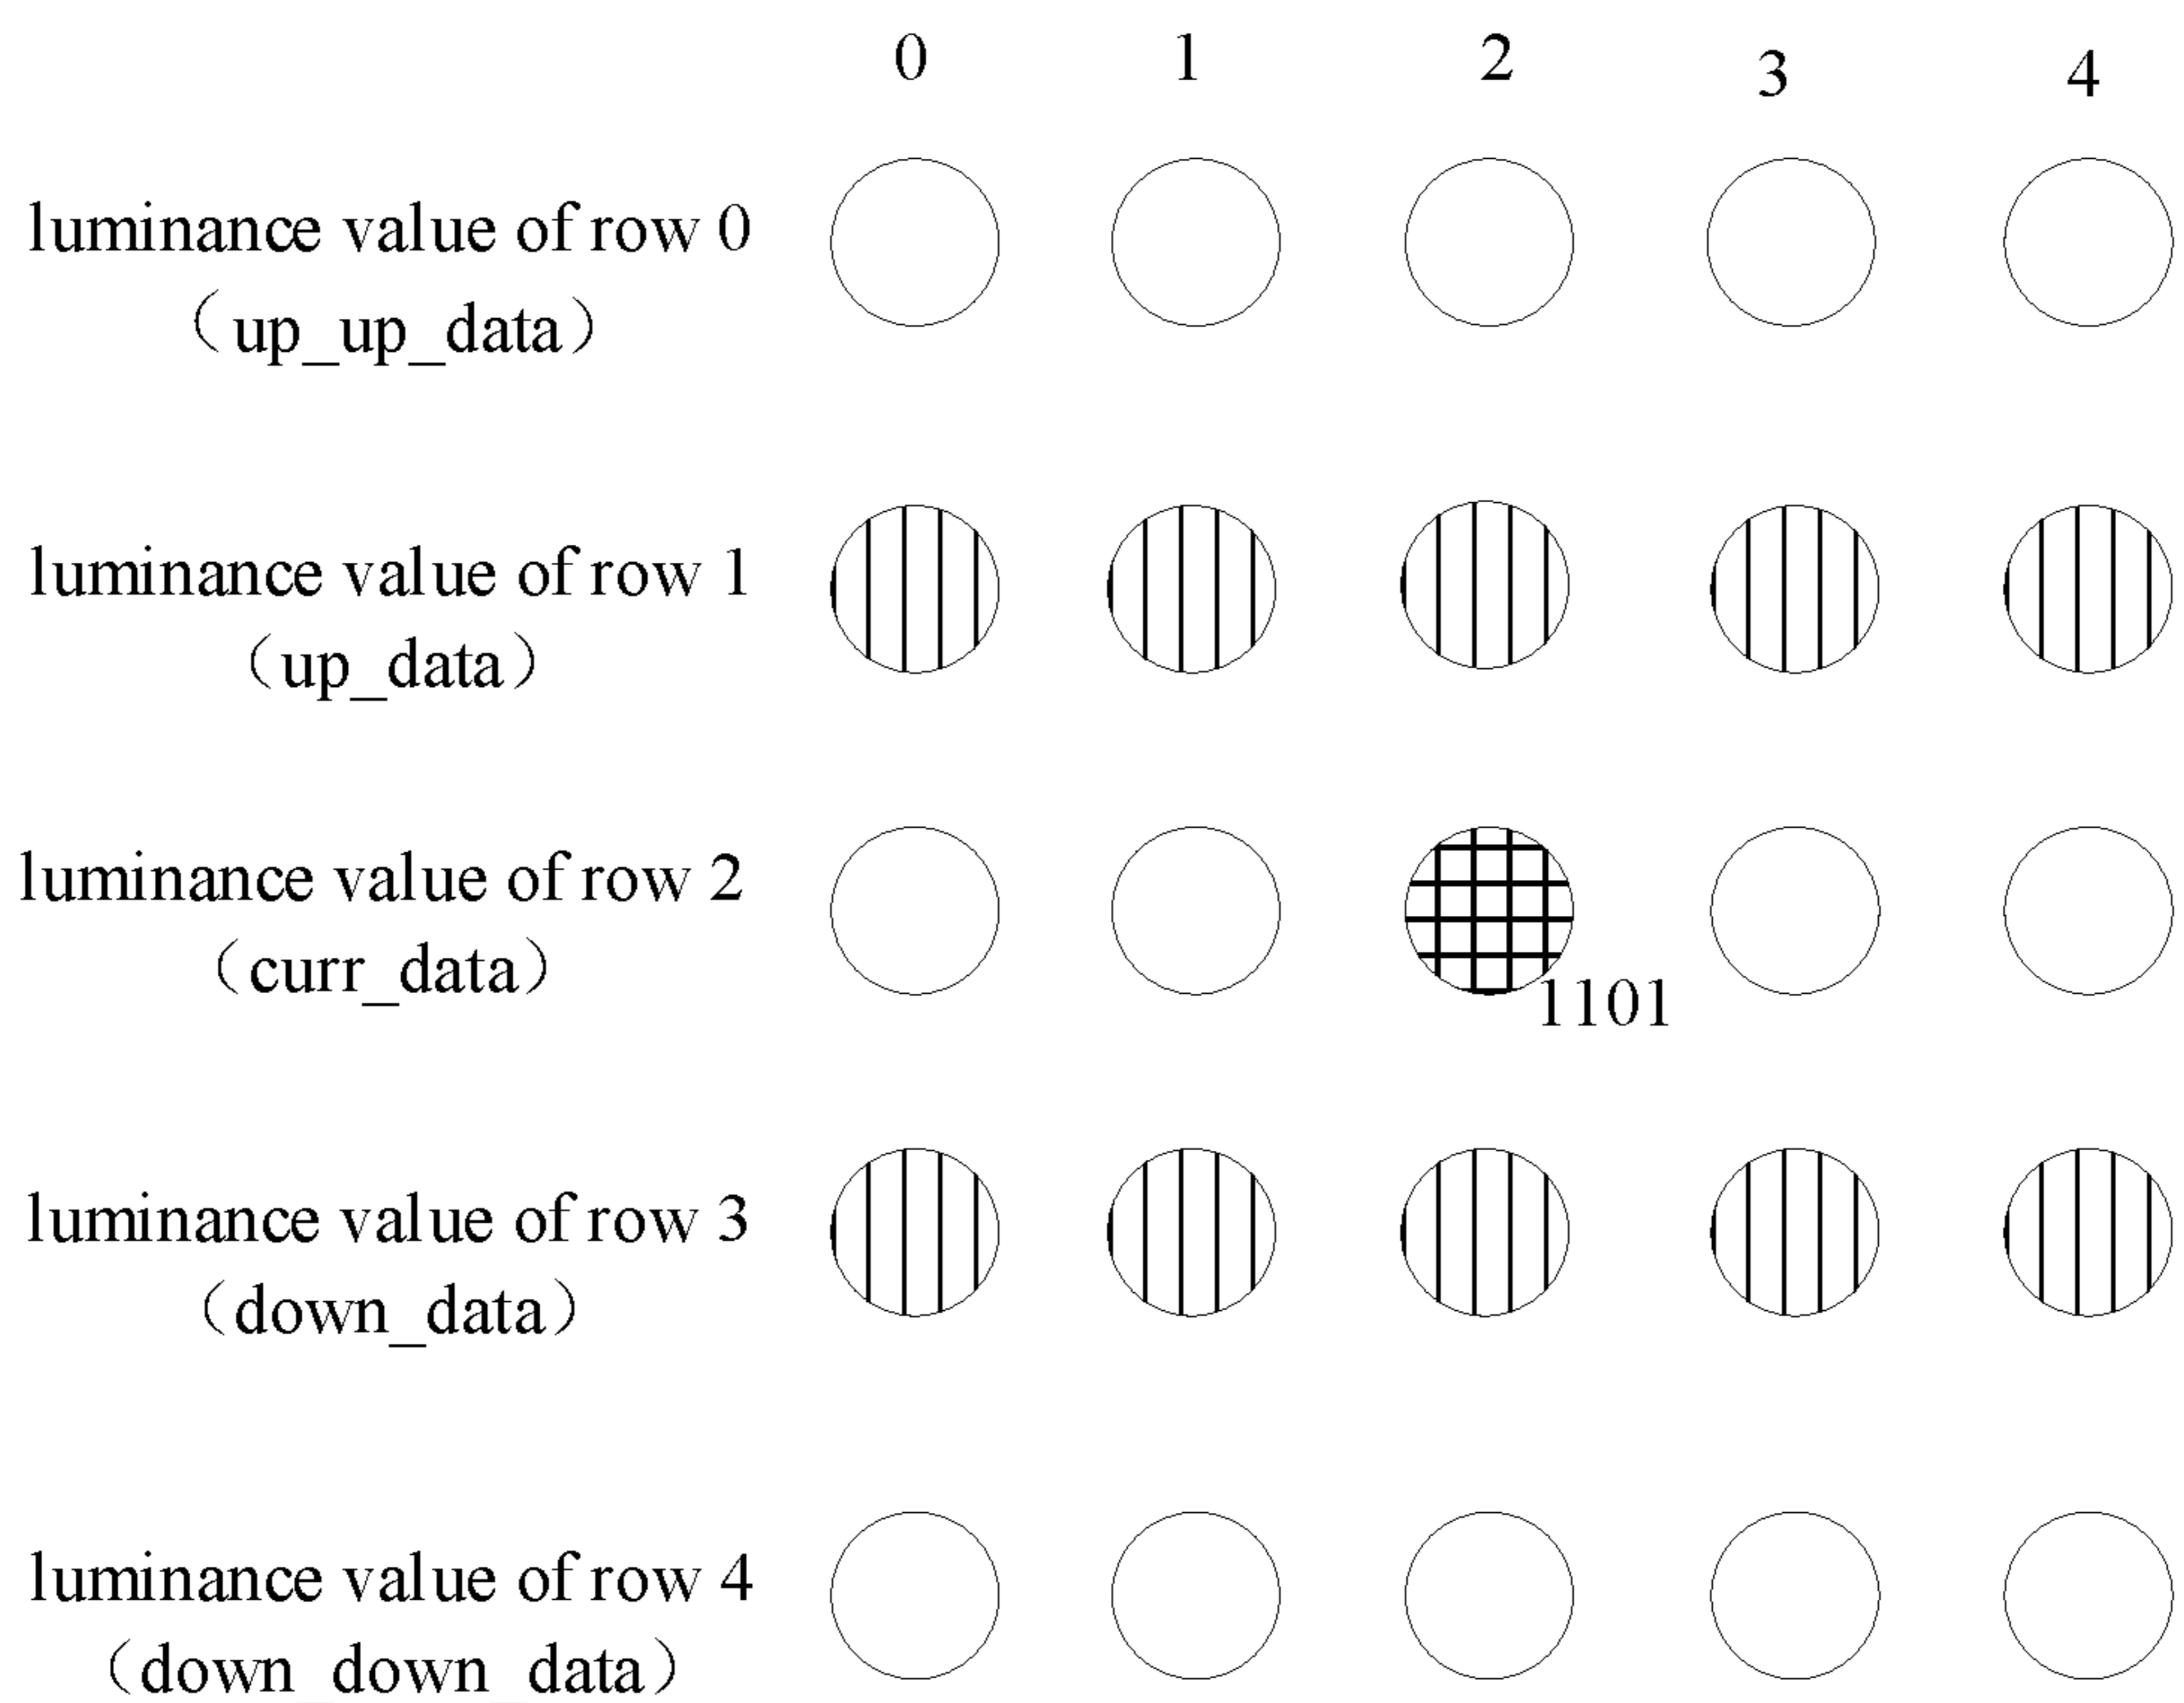 0 1 2 3 4
luminance value of row 0
（up_up_data）
luminance value of row 1
（up_data）
luminance value of row 2
（curr_data）
1101
luminance value of row 3
（down_data）
luminance value of row 4
（down_down_data）